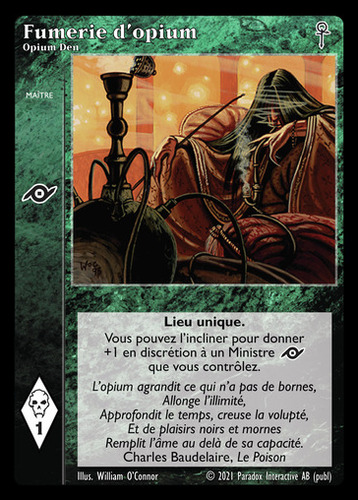 Fumerie d'opium
Opium Den
MAÎTRE
Lieu unique.
Vous pouvez l'incliner pour donner
+1 en discrétion à un Ministre
que vous contrôlez.
L'opium agrandit ce qui n'a pas de bornes,
Allonge l'illimité,
Approfondit le temps, creuse la volupté,
Et de plaisirs noirs et mornes
Remplit l'âme au delà de sa capacité.
Charles Baudelaire, Le Poison
1
Illus. William O'Connor
© 2021 Paradox Interactive AB (publ)